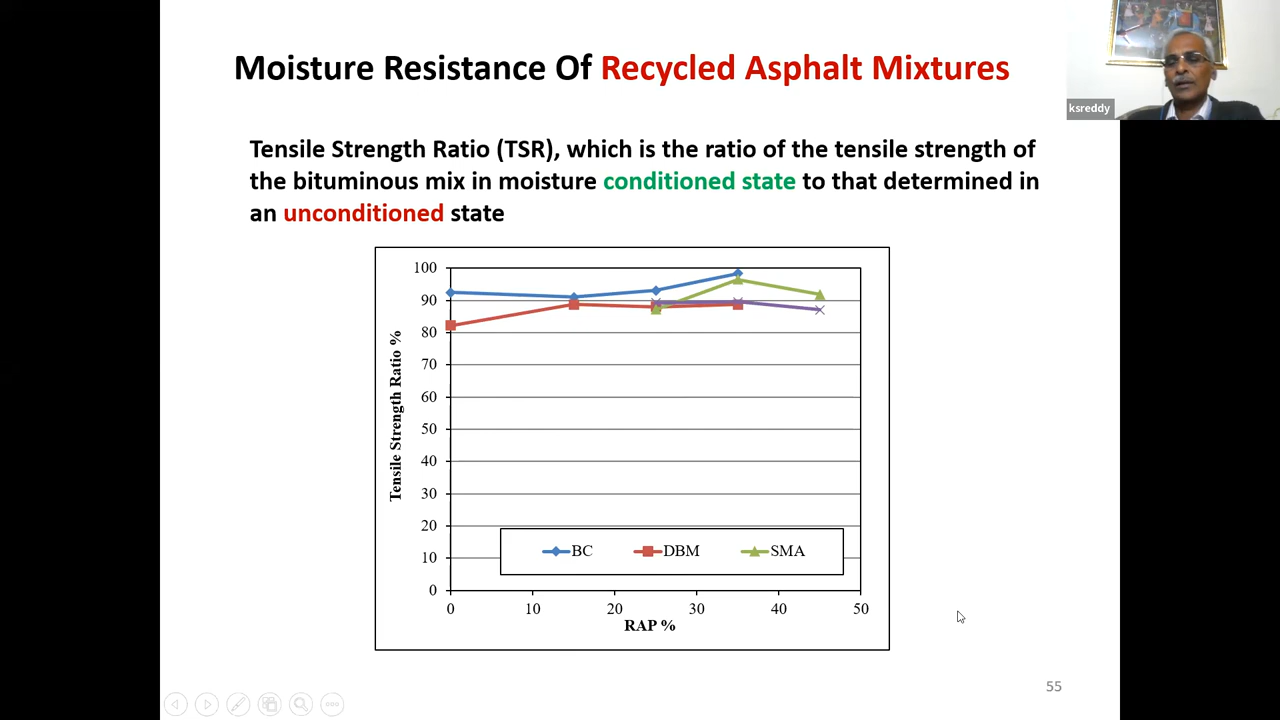 Moisture Resistance Of Recycled Asphalt Mixtures
ksreddy
Tensile Strength Ratio (TSR), which is the ratio of the tensile strength of
the bituminous mix in moisture conditioned state to that determined in
an unconditioned state
100
90
80
70
60
50
40
30
20
10
0
Tensile Strength Ratio %
BC DBM SMA
0 10 20 30 40 50
RAP %
55